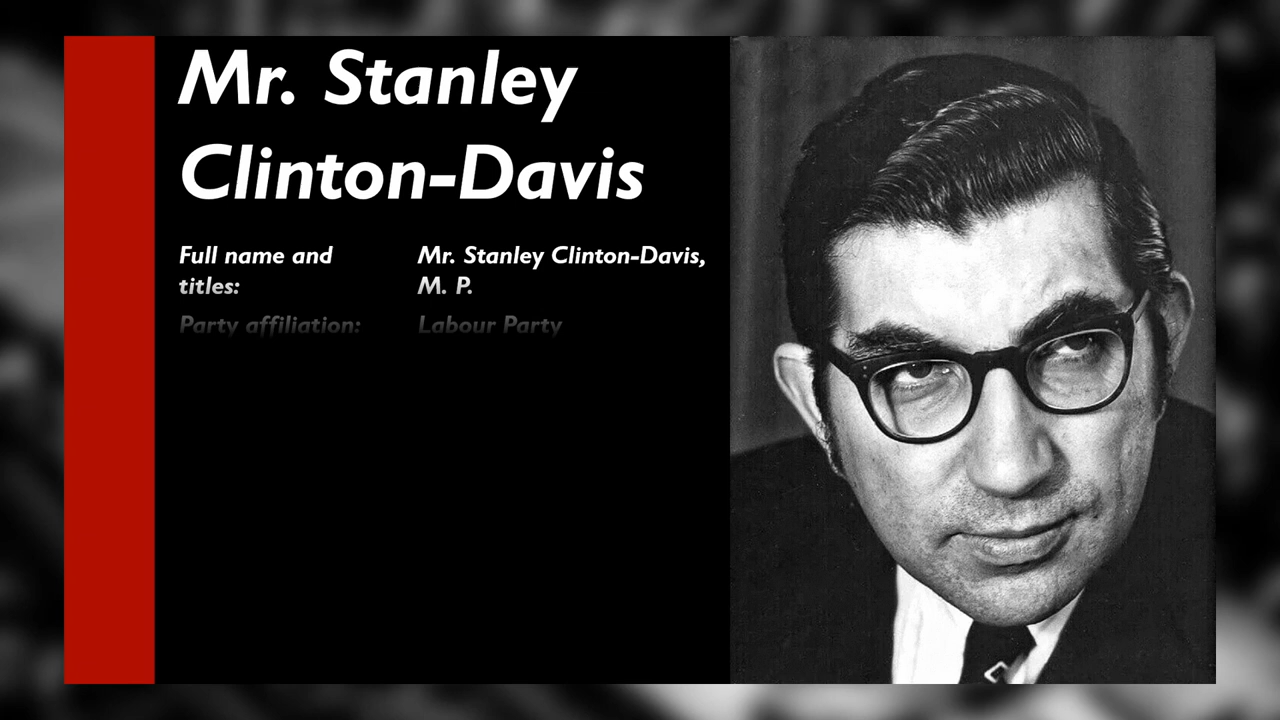 Mr. Stanley
Clinton-Davis
Full name and
titles:
Mr. Stanley Clinton-Davis,
M. P.
Party affiliation:
Labour Party